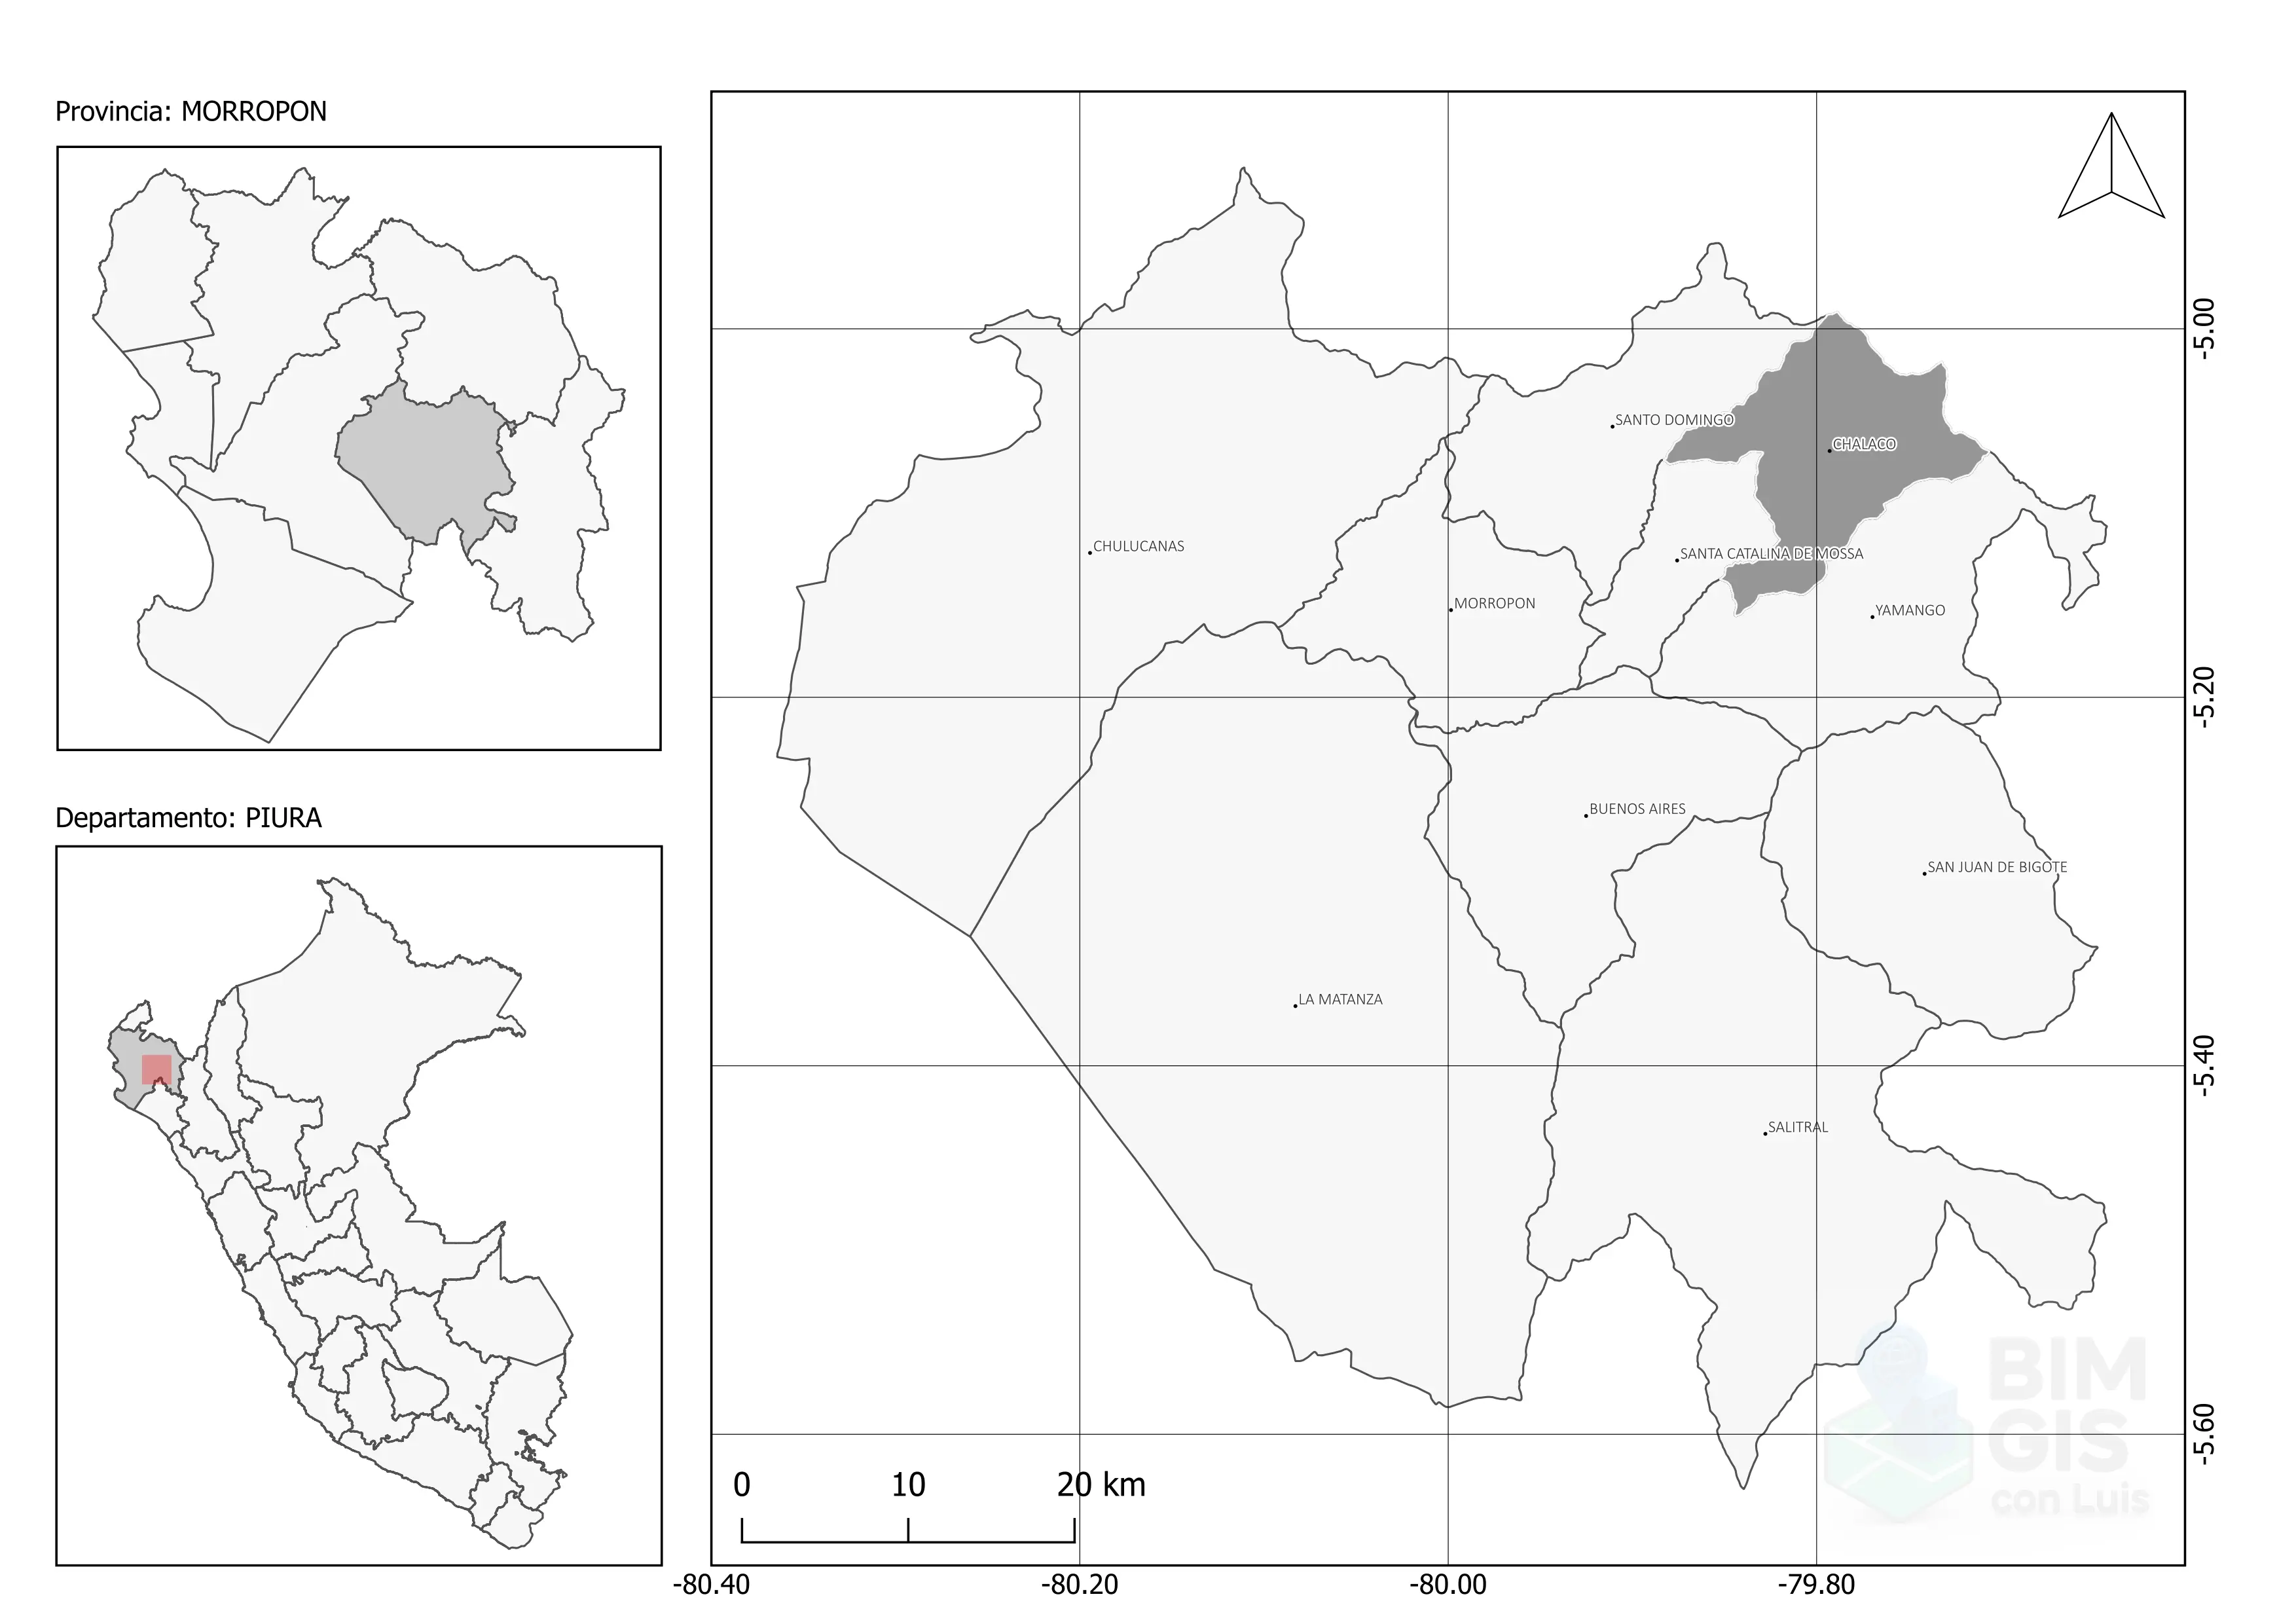 Provincia: MORROPON
Departamento: PIURA
SANTO DOMINGO
CHALACO
CHULUCANAS
SANTA CATALINA DE MOSSA
MORROPON
YAMANGO
BUENOS AIRES
SAN JUAN DE BIGOTE
LA MATANZA
SALITRAL
-5.00
-5.20
-5.40
-5.60
BIM
GIS
con Luis
0 10 20 km
-80.40 -80.20 -80.00 -79.80